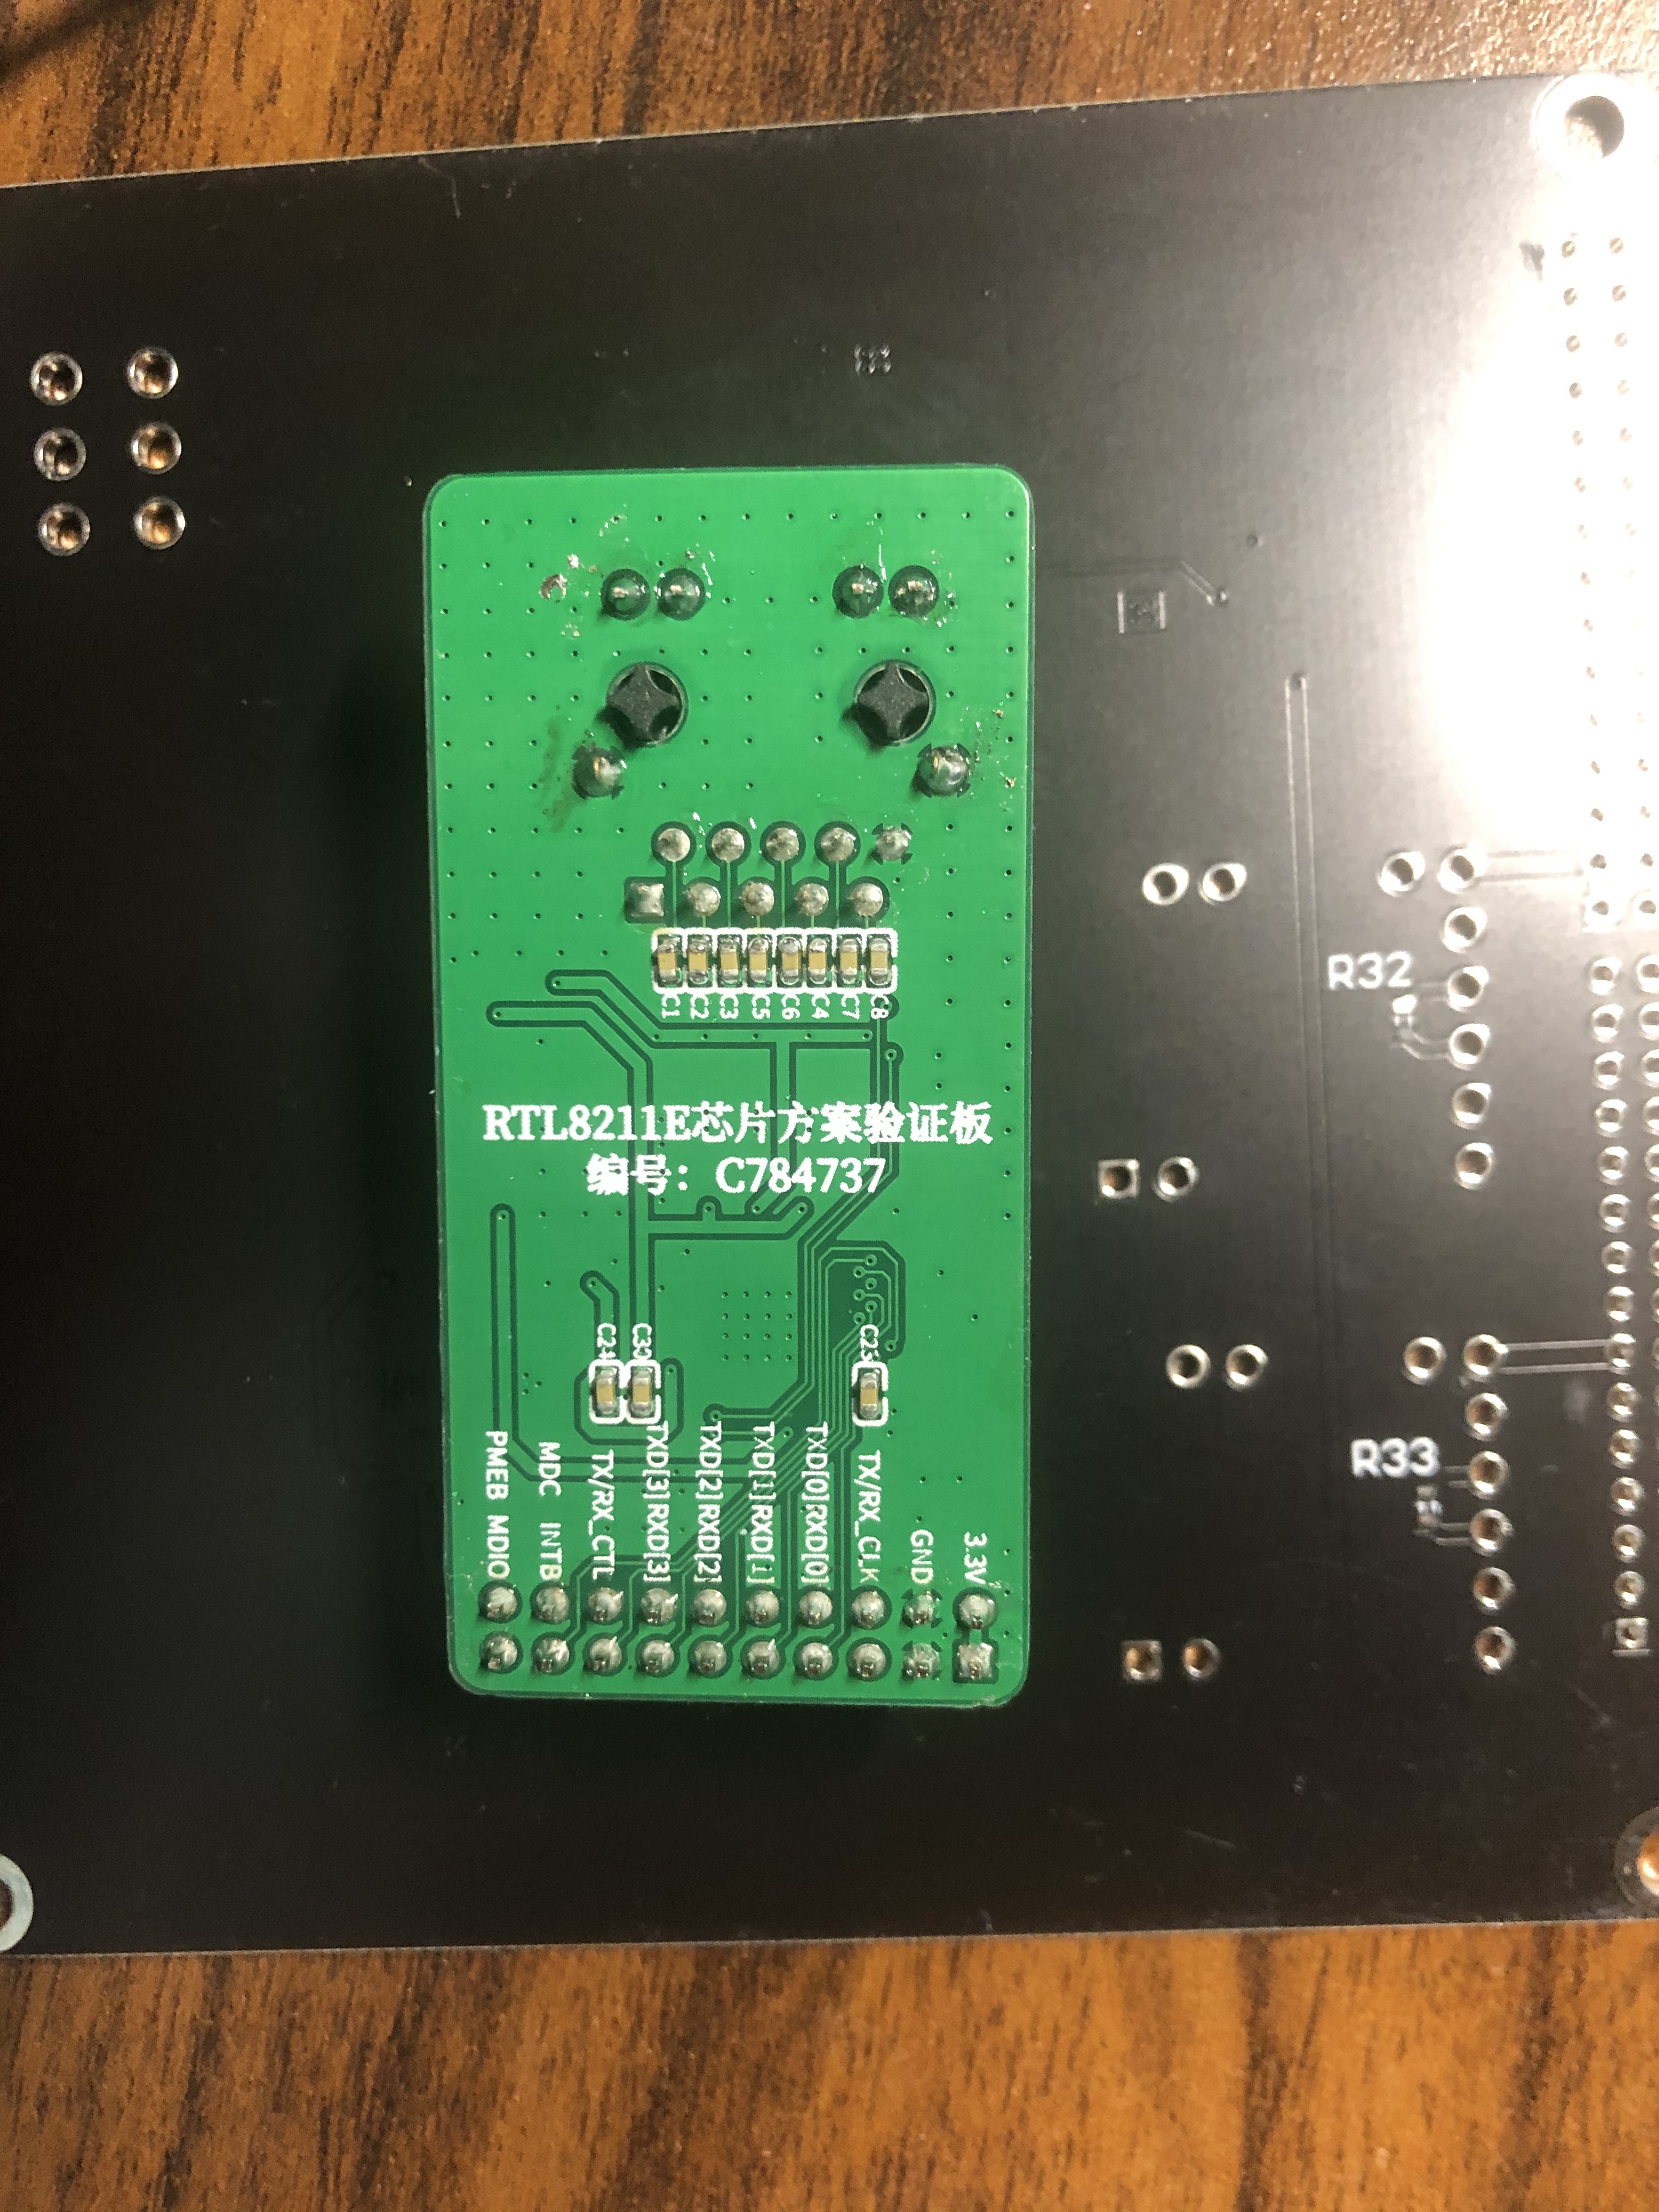 C1 C2 C3 C5 C6 C4 C7 C8
R32
RTL8211E芯片方案验证板
编号：C784737
C30
R33
PMEB MDIO
MDC INTB
TX/RX_CTL
TXD[3]RXD[3]
TXD[2]RXD[2]
TXD[1]RXD[1]
TXD[0]RXD[0]
TX/RX_CLK
GND
3.3V